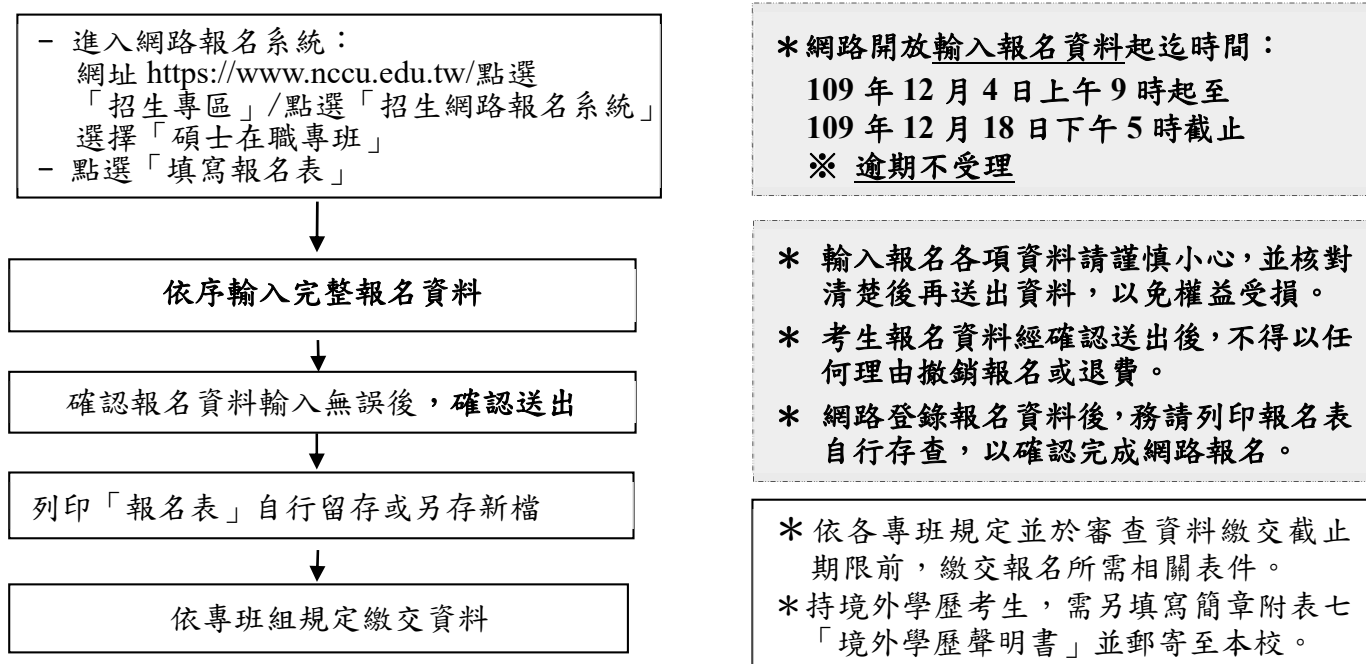 － 進入網路報名系統：
網址 https://www.nccu.edu.tw/點選
「招生專區」/點選「招生網路報名系統」
選擇「碩士在職專班」
－ 點選「填寫報名表」
依序輸入完整報名資料
確認報名資料輸入無誤後，確認送出
列印「報名表」自行留存或另存新檔
依專班組規定繳交資料
＊網路開放輸入報名資料起迄時間：
109 年 12 月 4 日上午 9 時起至
109 年 12 月 18 日下午 5 時截止
※ 逾期不受理
＊ 輸入報名各項資料請謹慎小心，並核對
清楚後再送出資料，以免權益受損。
＊ 考生報名資料經確認送出後，不得以任
何理由撤銷報名或退費。
＊ 網路登錄報名資料後，務請列印報名表
自行存查，以確認完成網路報名。
＊依各專班規定並於審查資料繳交截止
期限前，繳交報名所需相關表件。
＊持境外學歷考生，需另填寫簡章附表七
「境外學歷聲明書」並郵寄至本校。